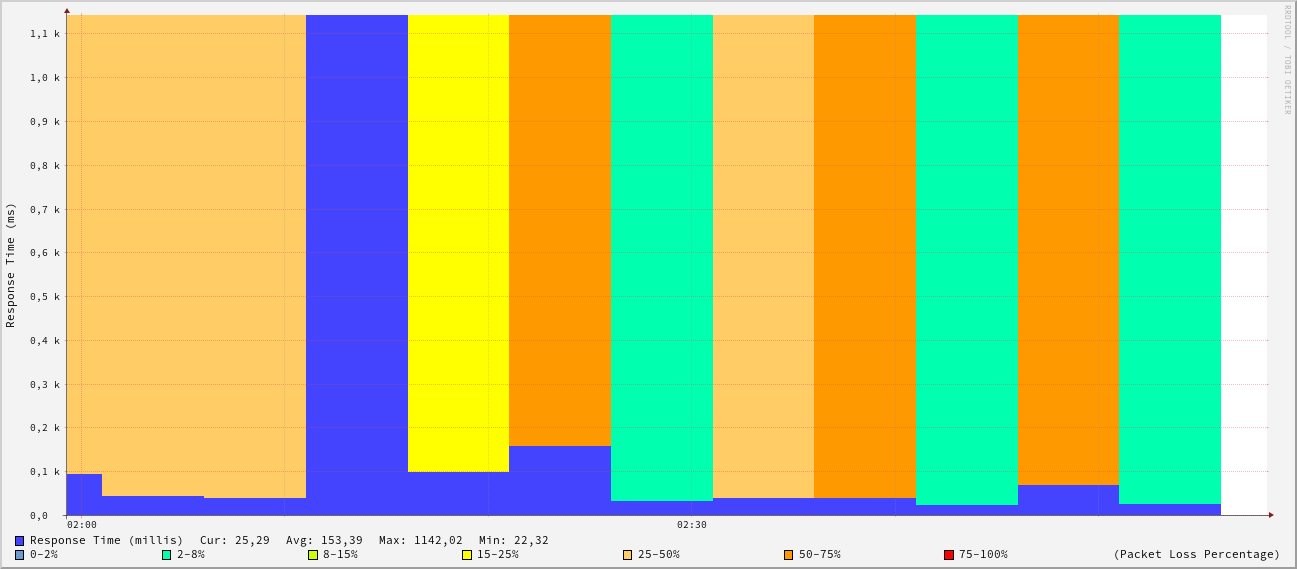 RRDTOOL / TOBI OETIKER
Response Time (ms)
1,1 k
1,0 k
0,9 k
0,8 k
0,7 k
0,6 k
0,5 k
0,4 k
0,3 k
0,2 k
0,1 k
0,0
02:00 02:30
Response Time (millis) Cur: 25,29 Avg: 153,39 Max: 1142,02 Min: 22,32
0-2% 2-8% 8-15% 15-25% 25-50% 50-75% 75-100% (Packet Loss Percentage)